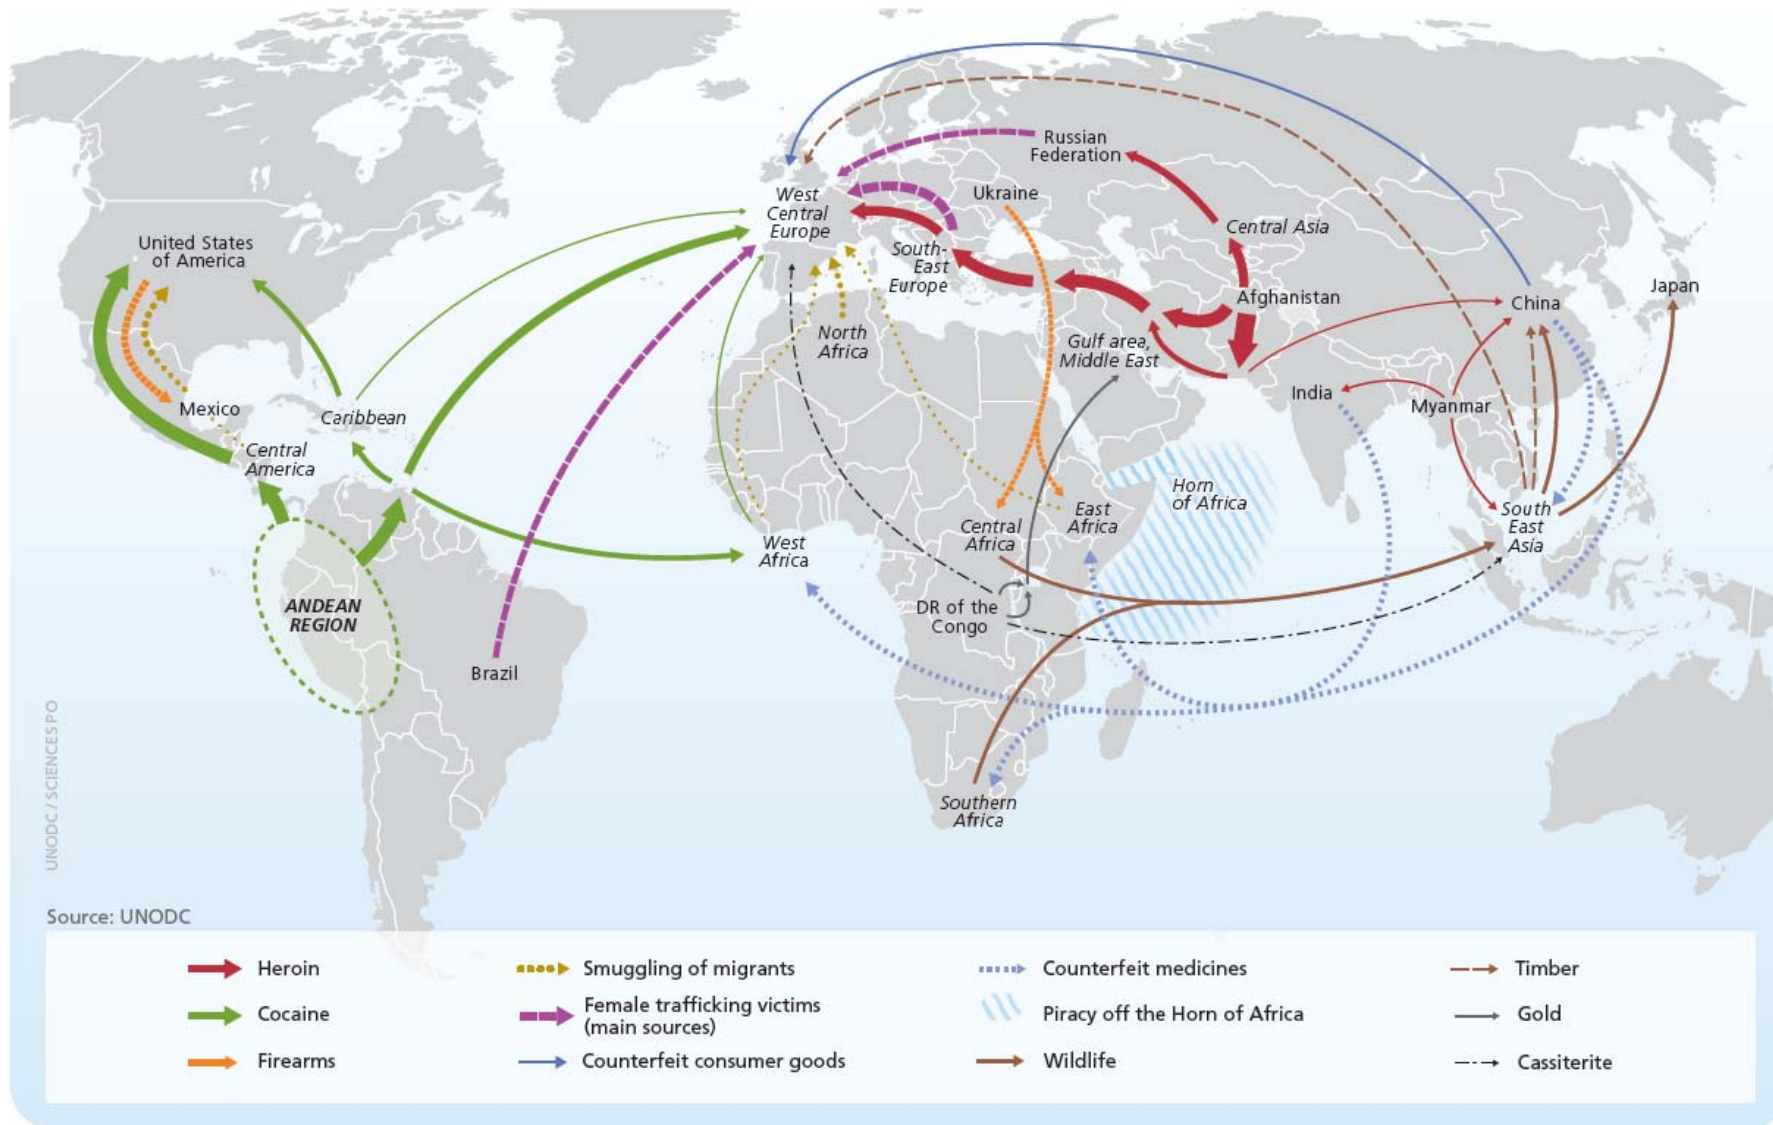 Russian
Federation
West
Central
Europe
Ukraine
United States
of America
South-
East
Europe
Central Asia
Afghanistan
Japan
China
North
Africa
Gulf area,
Middle East
India
Myanmar
Mexico
Caribbean
Central
America
Horn
of Africa
East
Africa
Central
Africa
South
East
Asia
West
Africa
ANDEAN
REGION
DR of the
Congo
Brazil
Southern
Africa
UNODC / SCIENCES PO
Source: UNODC
Heroin
Cocaine
Firearms
Smuggling of migrants
Female trafficking victims
(main sources)
Counterfeit consumer goods
Counterfeit medicines
Piracy off the Horn of Africa
Wildlife
Timber
Gold
Cassiterite